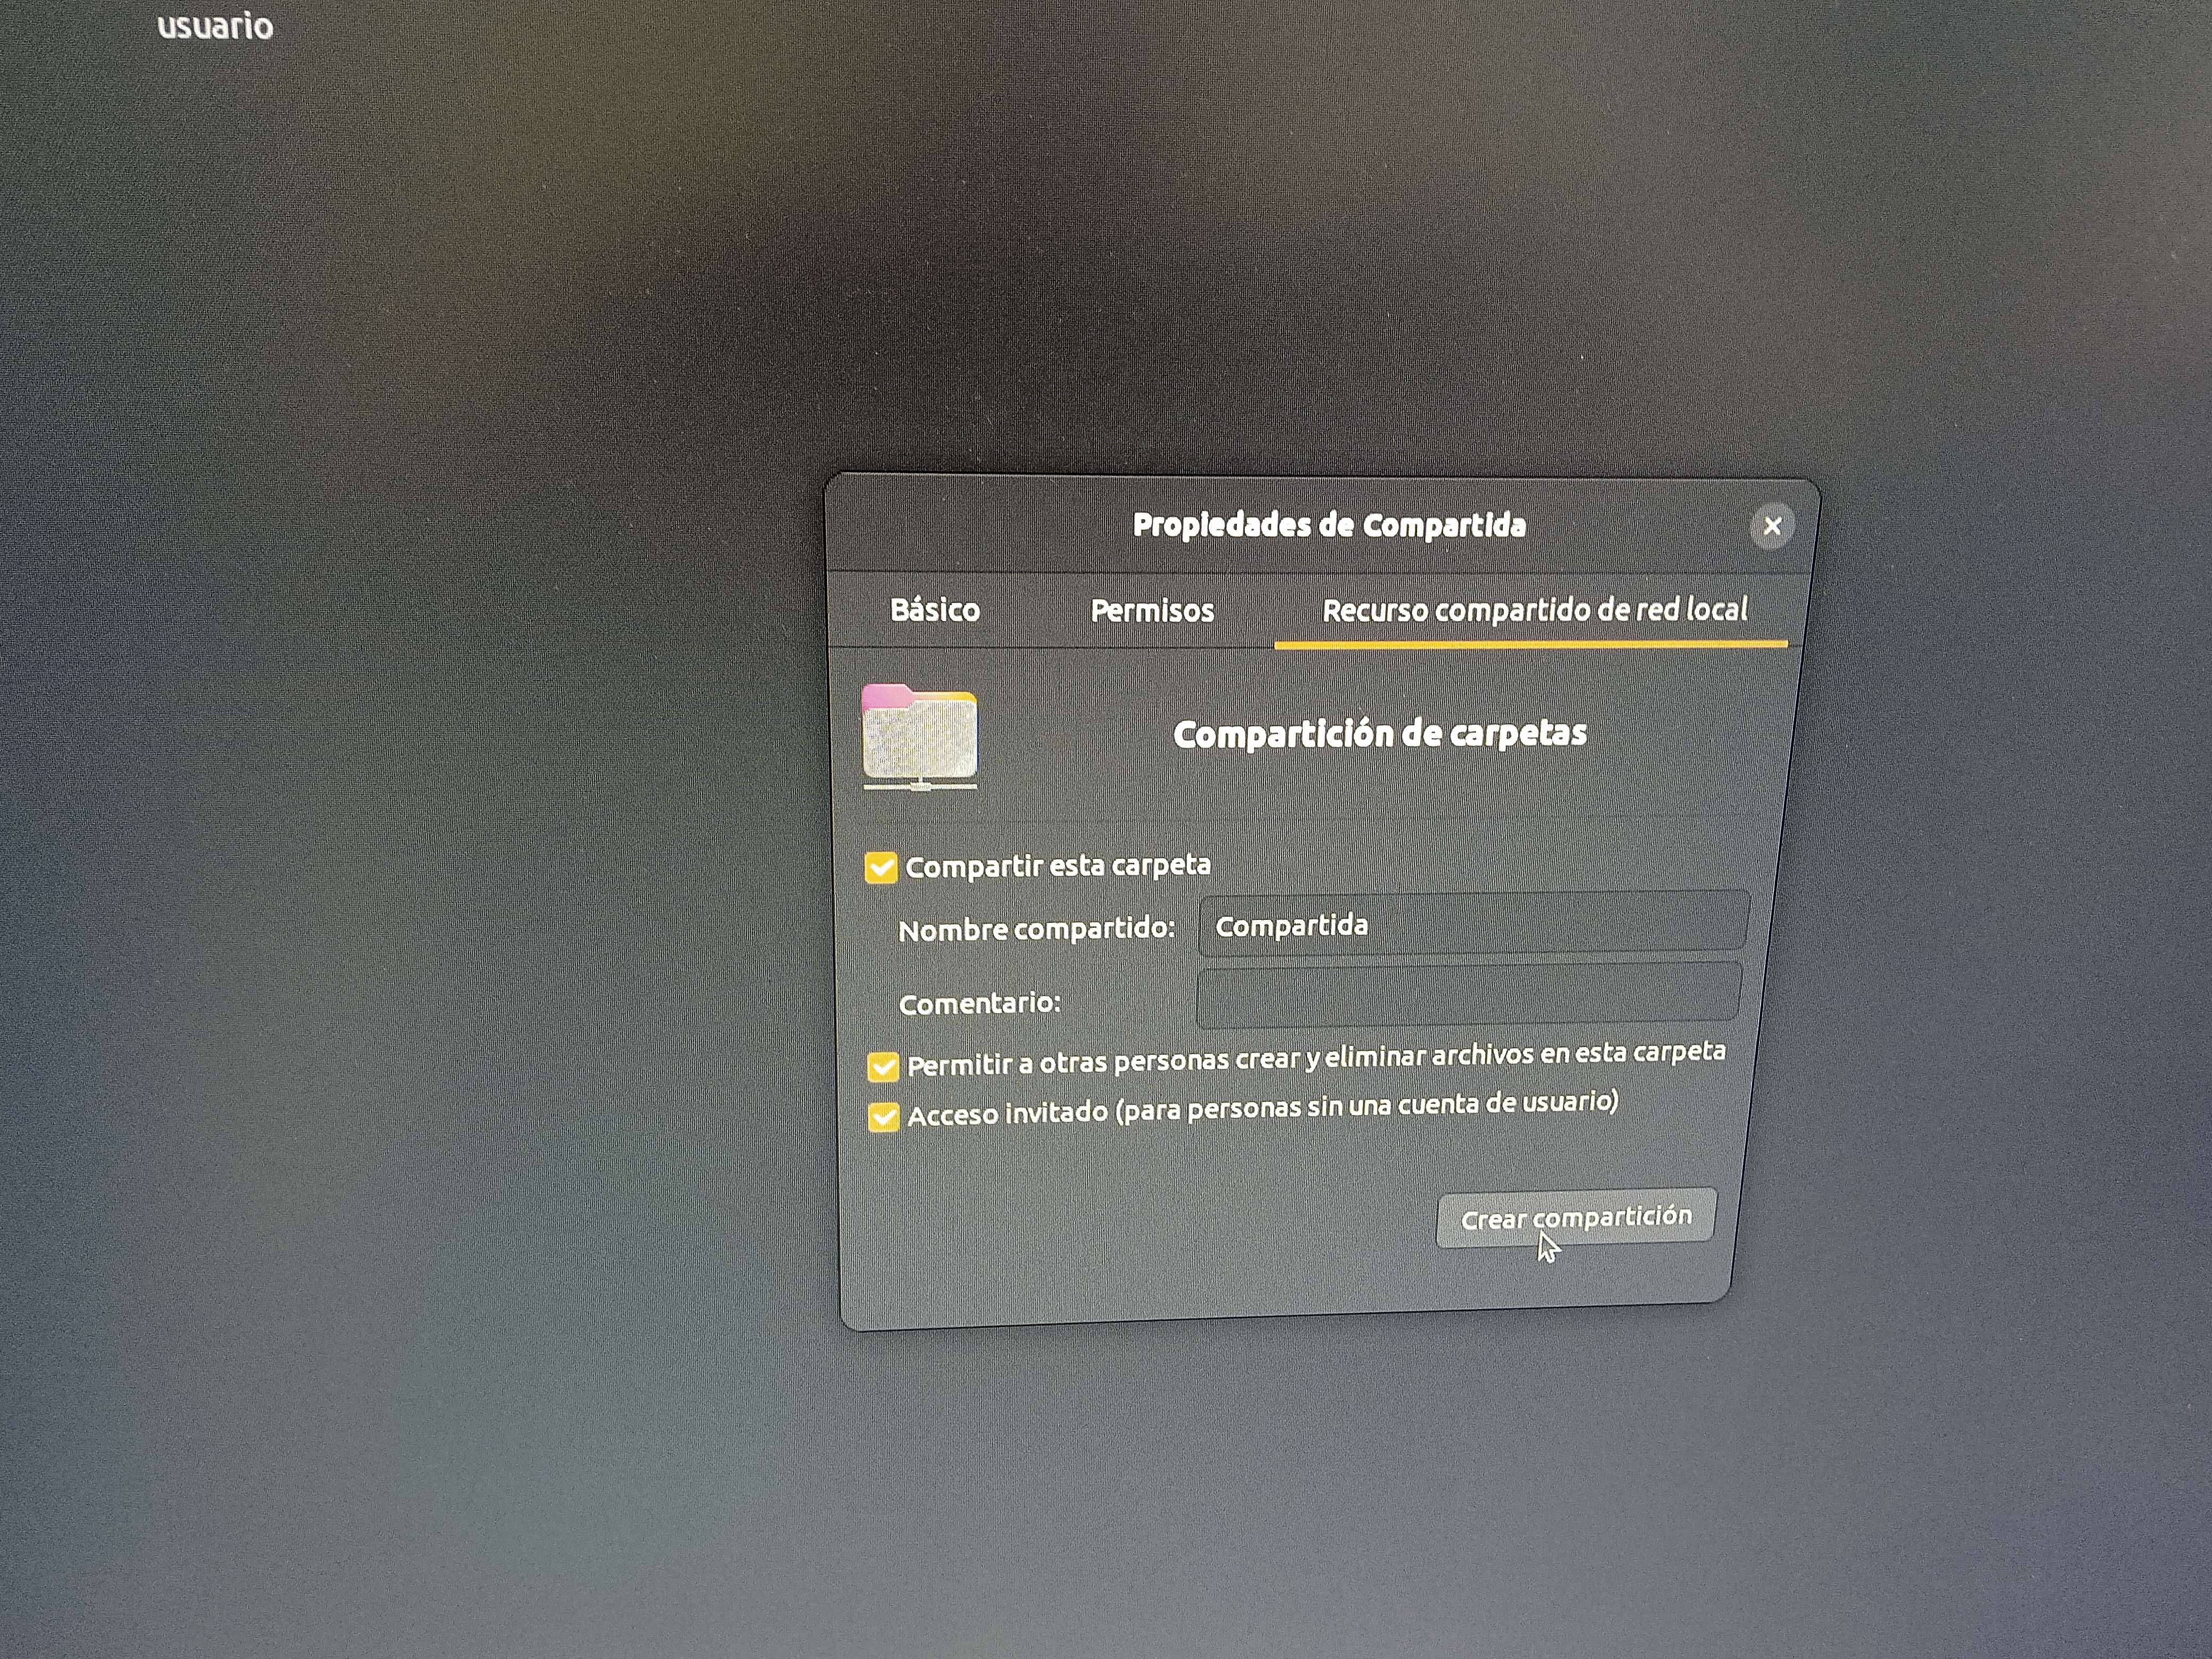 usuario
Propiedades de Compartida
Básico Permisos Recurso compartido de red local
Compartición de carpetas
Compartir esta carpeta
Nombre compartido: Compartida
Comentario:
Permitir a otras personas crear y eliminar archivos en esta carpeta
Acceso invitado (para personas sin una cuenta de usuario)
Crear compartición